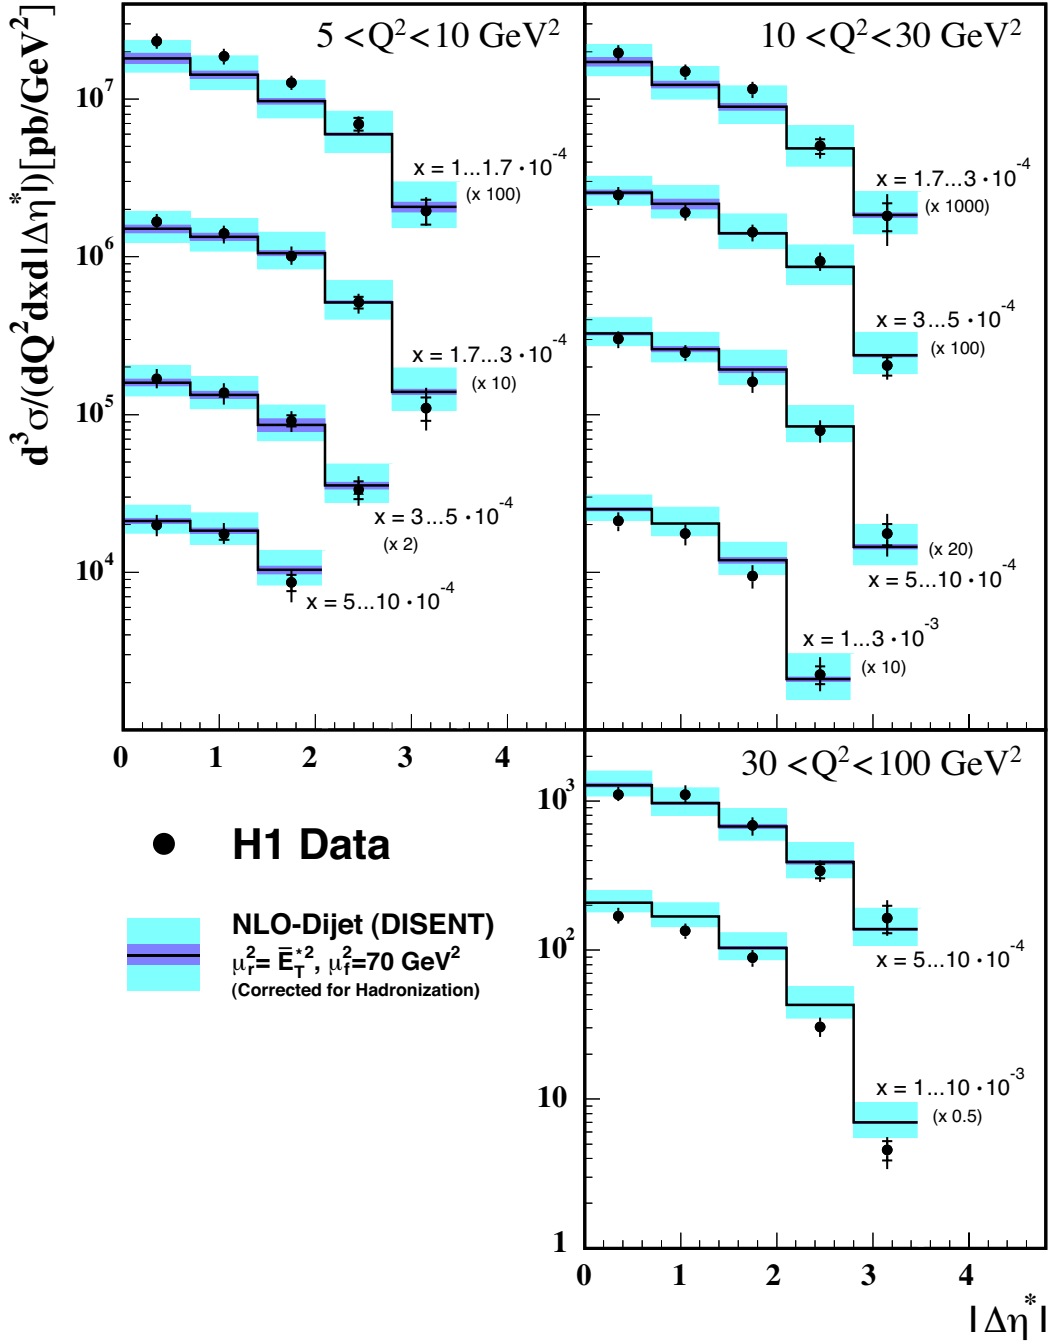 d³σ/(dQ²dxd|Δη*|)[pb/GeV²]
5 <Q²<10 GeV²
10⁷
10⁶
10⁵
10⁴
x = 1...1.7 · 10⁻⁴
(x 100)
x = 1.7...3 · 10⁻⁴
(x 10)
x = 3...5 · 10⁻⁴
(x 2)
x = 5...10 · 10⁻⁴
0 1 2 3 4
10 <Q²<30 GeV²
x = 1.7...3 · 10⁻⁴
(x 1000)
x = 3...5 · 10⁻⁴
(x 100)
(x 20)
x = 5...10 · 10⁻⁴
x = 1...3 · 10⁻³
(x 10)
30 <Q²<100 GeV²
10³
10²
10
1
x = 5...10 · 10⁻⁴
x = 1...10 · 10⁻³
(x 0.5)
0 1 2 3 4
|Δη*|
H1 Data
NLO-Dijet (DISENT)
μᵣ²= E̅_T*², μ_f²=70 GeV²
(Corrected for Hadronization)